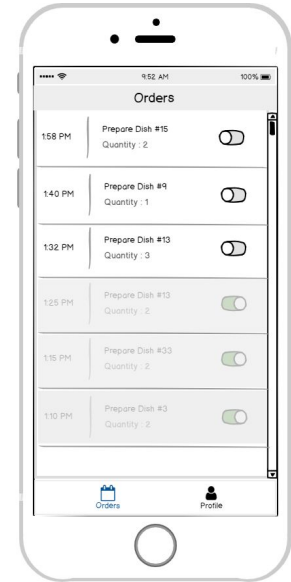 9:52 AM
100%
Orders
1:58 PM
Prepare Dish #15
Quantity : 2
1:40 PM
Prepare Dish #9
Quantity : 1
1:32 PM
Prepare Dish #13
Quantity : 3
1:25 PM
Prepare Dish #13
Quantity : 2
1:15 PM
Prepare Dish #33
Quantity : 2
1:10 PM
Prepare Dish #3
Quantity : 2
Orders
Profile